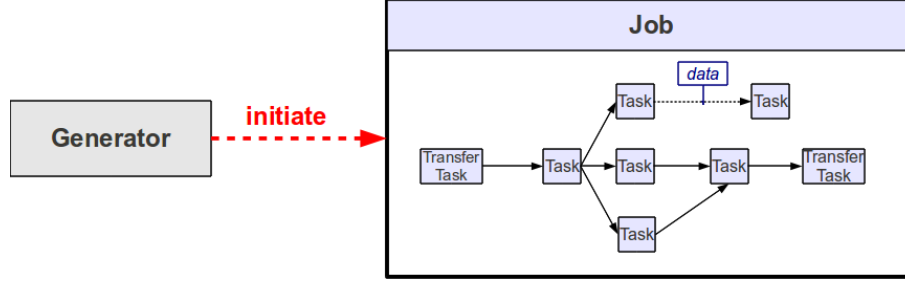 Job
Generator
initiate
data
Task
Task
Transfer
Task
Task
Task
Task
Transfer
Task
Task